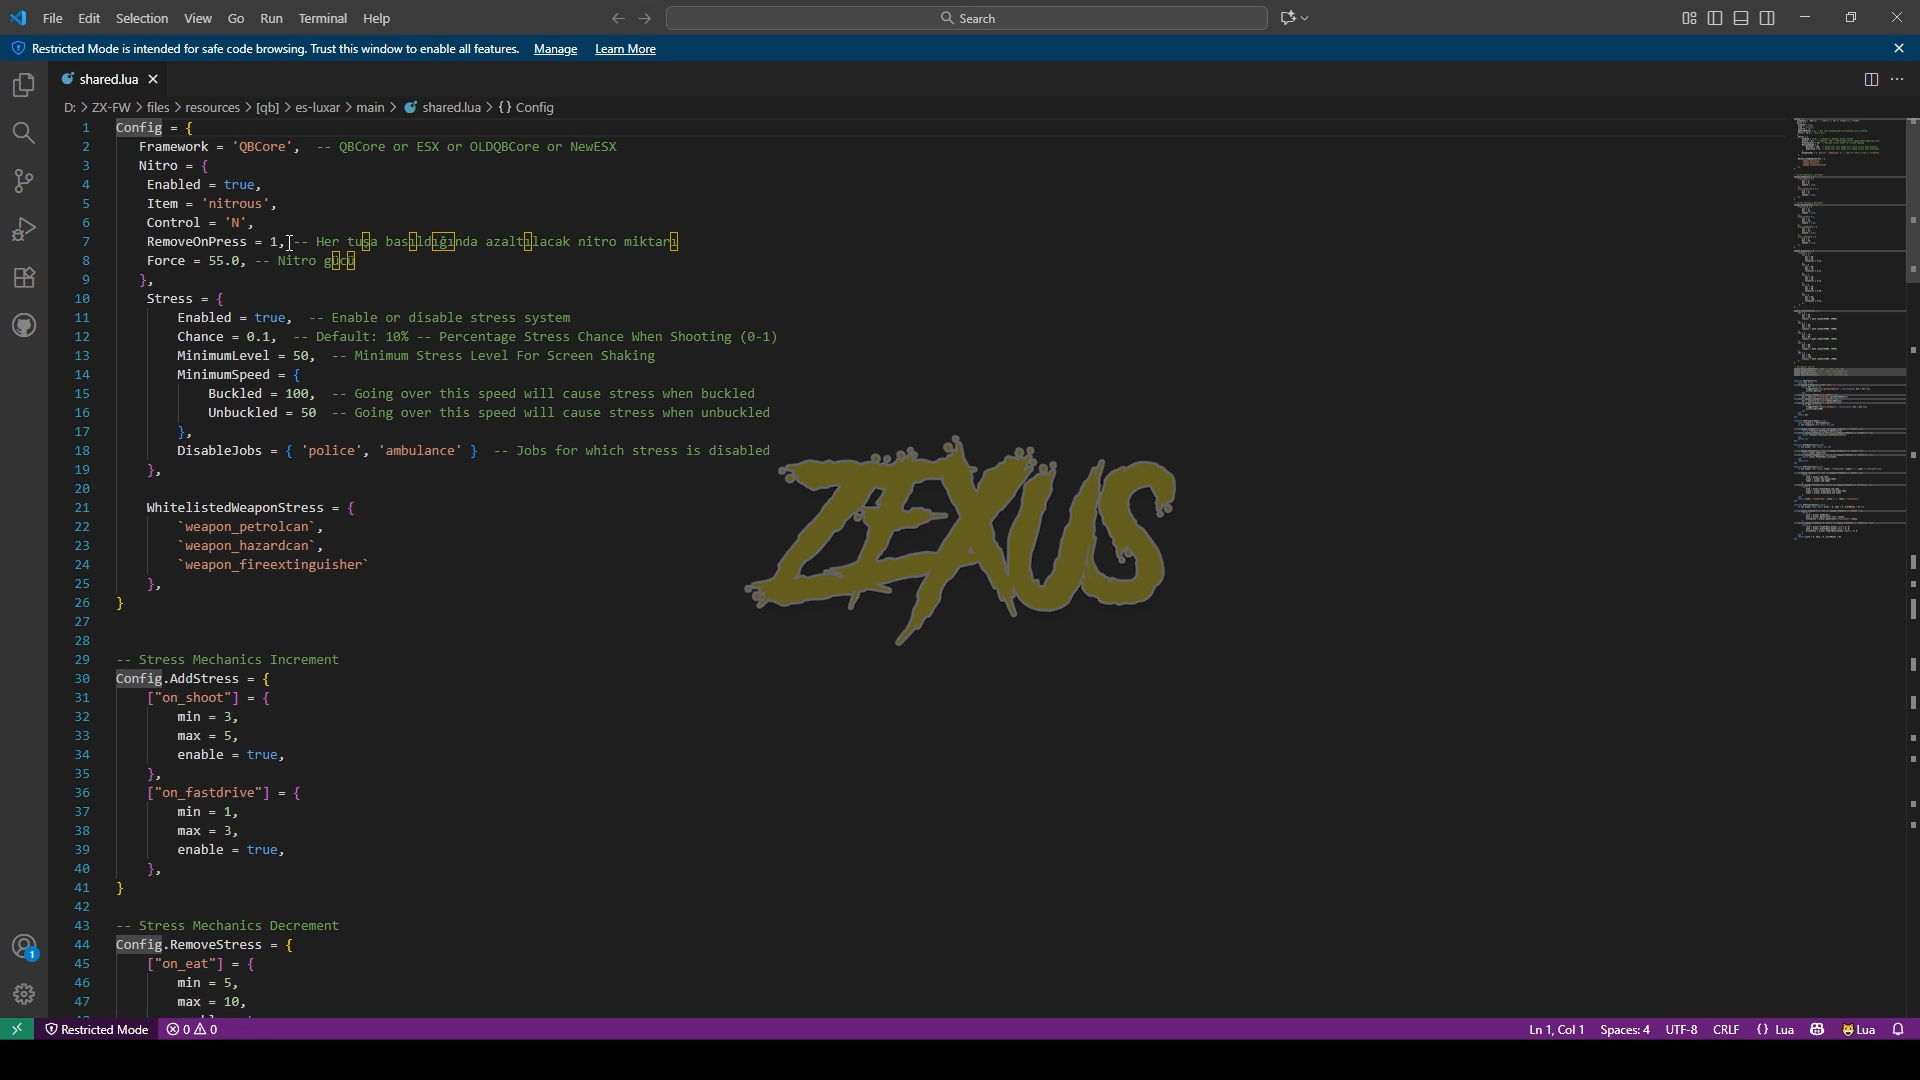 File Edit Selection View Go Run Terminal Help
Search
Restricted Mode is intended for safe code browsing. Trust this window to enable all features. Manage Learn More
shared.lua
D: > ZX-FW > files > resources > [qb] > es-luxar > main > shared.lua > {} Config
1 Config = {
2 Framework = 'QBCore', -- QBCore or ESX or OLDQBCore or NewESX
3 Nitro = {
4 Enabled = true,
5 Item = 'nitrous',
6 Control = 'N',
7 RemoveOnPress = 1, -- Her tuşa basıldığında azaltılacak nitro miktarı
8 Force = 55.0, -- Nitro gücü
9 },
10 Stress = {
11 Enabled = true, -- Enable or disable stress system
12 Chance = 0.1, -- Default: 10% -- Percentage Stress Chance When Shooting (0-1)
13 MinimumLevel = 50, -- Minimum Stress Level For Screen Shaking
14 MinimumSpeed = {
15 Buckled = 100, -- Going over this speed will cause stress when buckled
16 Unbuckled = 50 -- Going over this speed will cause stress when unbuckled
17 },
18 DisableJobs = { 'police', 'ambulance' } -- Jobs for which stress is disabled
19 },
20
21 WhitelistedWeaponStress = {
22 `weapon_petrolcan`,
23 `weapon_hazardcan`,
24 `weapon_fireextinguisher`
25 },
26 }
27
28
29 -- Stress Mechanics Increment
30 Config.AddStress = {
31 ["on_shoot"] = {
32 min = 3,
33 max = 5,
34 enable = true,
35 },
36 ["on_fastdrive"] = {
37 min = 1,
38 max = 3,
39 enable = true,
40 },
41 }
42
43 -- Stress Mechanics Decrement
44 Config.RemoveStress = {
45 ["on_eat"] = {
46 min = 5,
47 max = 10,
ZEXUS
1
Restricted Mode 0 0 Ln 1, Col 1 Spaces: 4 UTF-8 CRLF {} Lua Lua